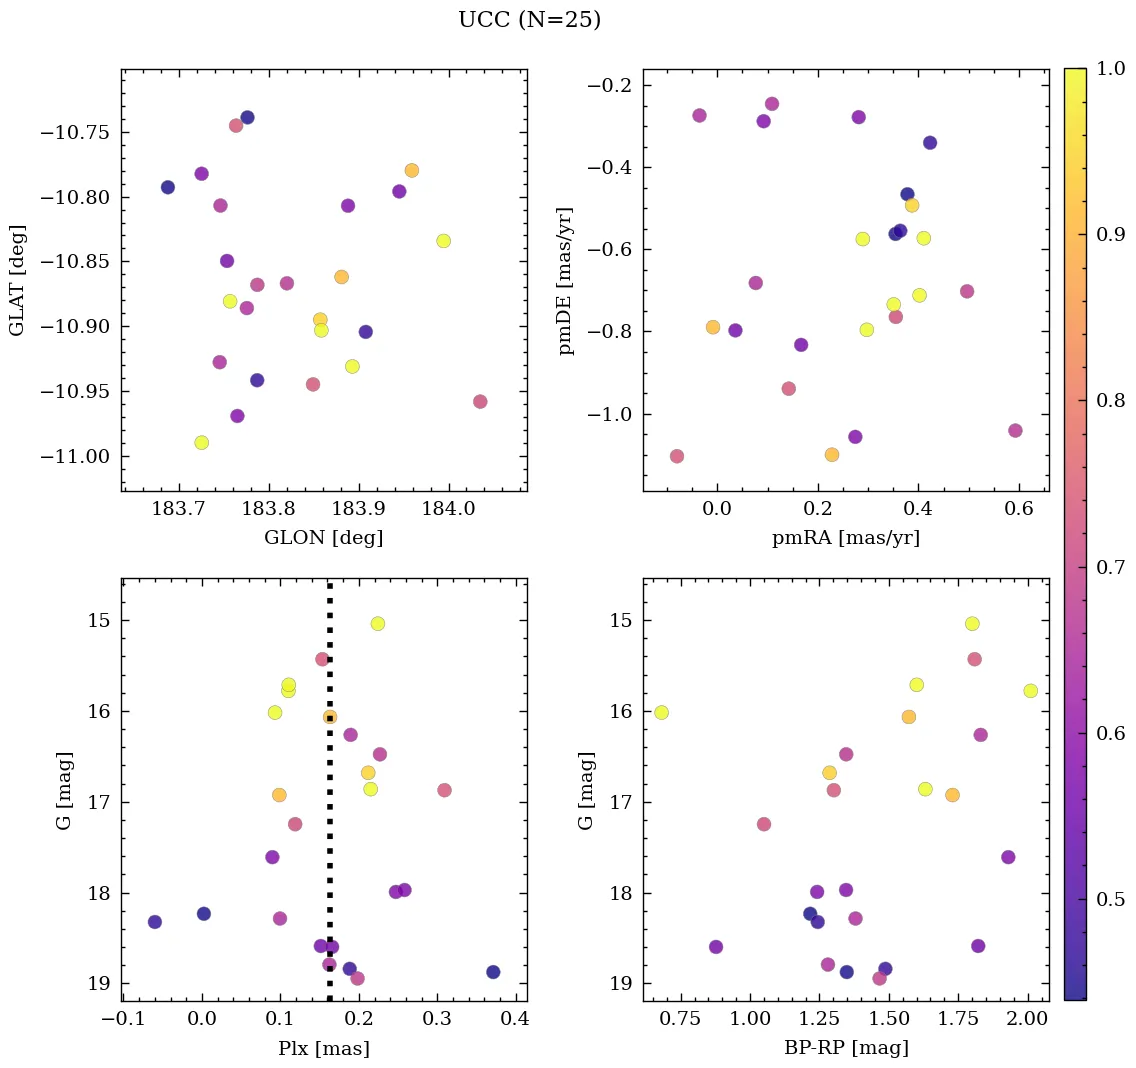 UCC (N=25)
−10.75
−10.80
−10.85
−10.90
−10.95
−11.00
GLAT [deg]
183.7 183.8 183.9 184.0
GLON [deg]
−0.2
−0.4
−0.6
−0.8
−1.0
pmDE [mas/yr]
0.0 0.2 0.4 0.6
pmRA [mas/yr]
15
16
17
18
19
G [mag]
−0.1 0.0 0.1 0.2 0.3 0.4
Plx [mas]
15
16
17
18
19
G [mag]
0.75 1.00 1.25 1.50 1.75 2.00
BP-RP [mag]
1.0
0.9
0.8
0.7
0.6
0.5